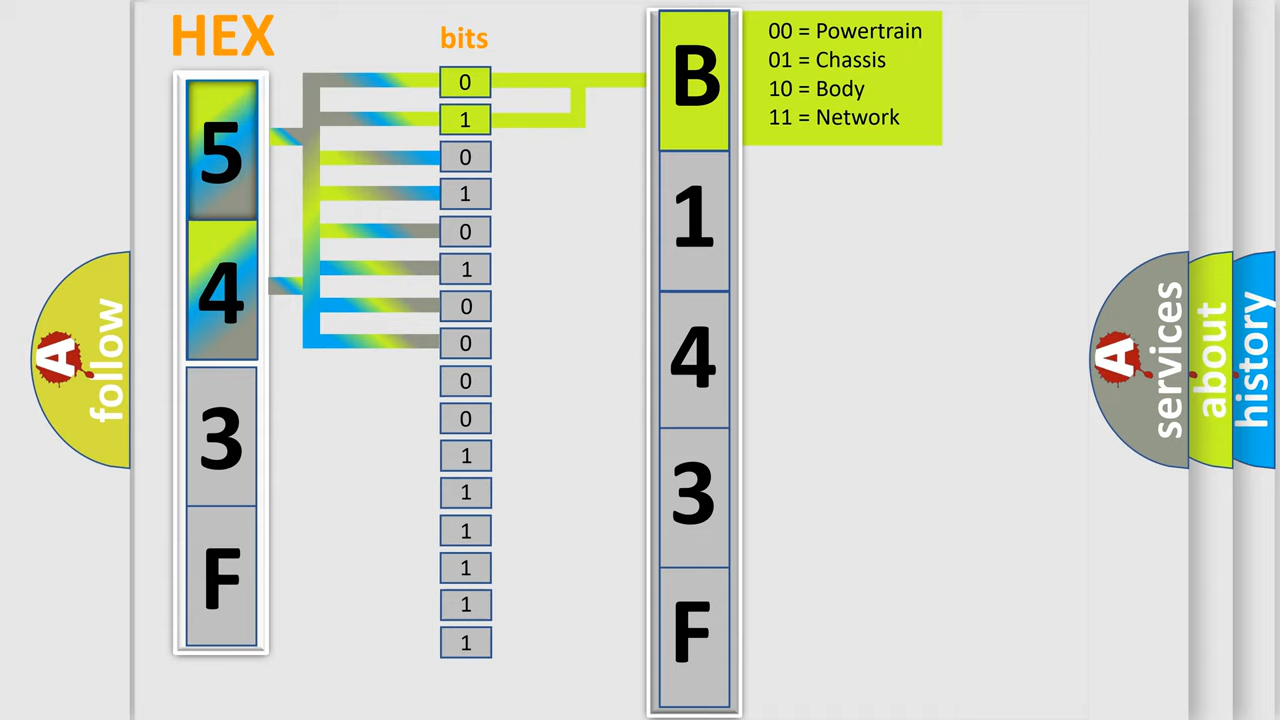 HEX
bits
5
4
3
F
0
1
0
1
0
1
0
0
0
0
1
1
1
1
1
1
B
1
4
3
F
00 = Powertrain
01 = Chassis
10 = Body
11 = Network
A
follow
A
services
about
history